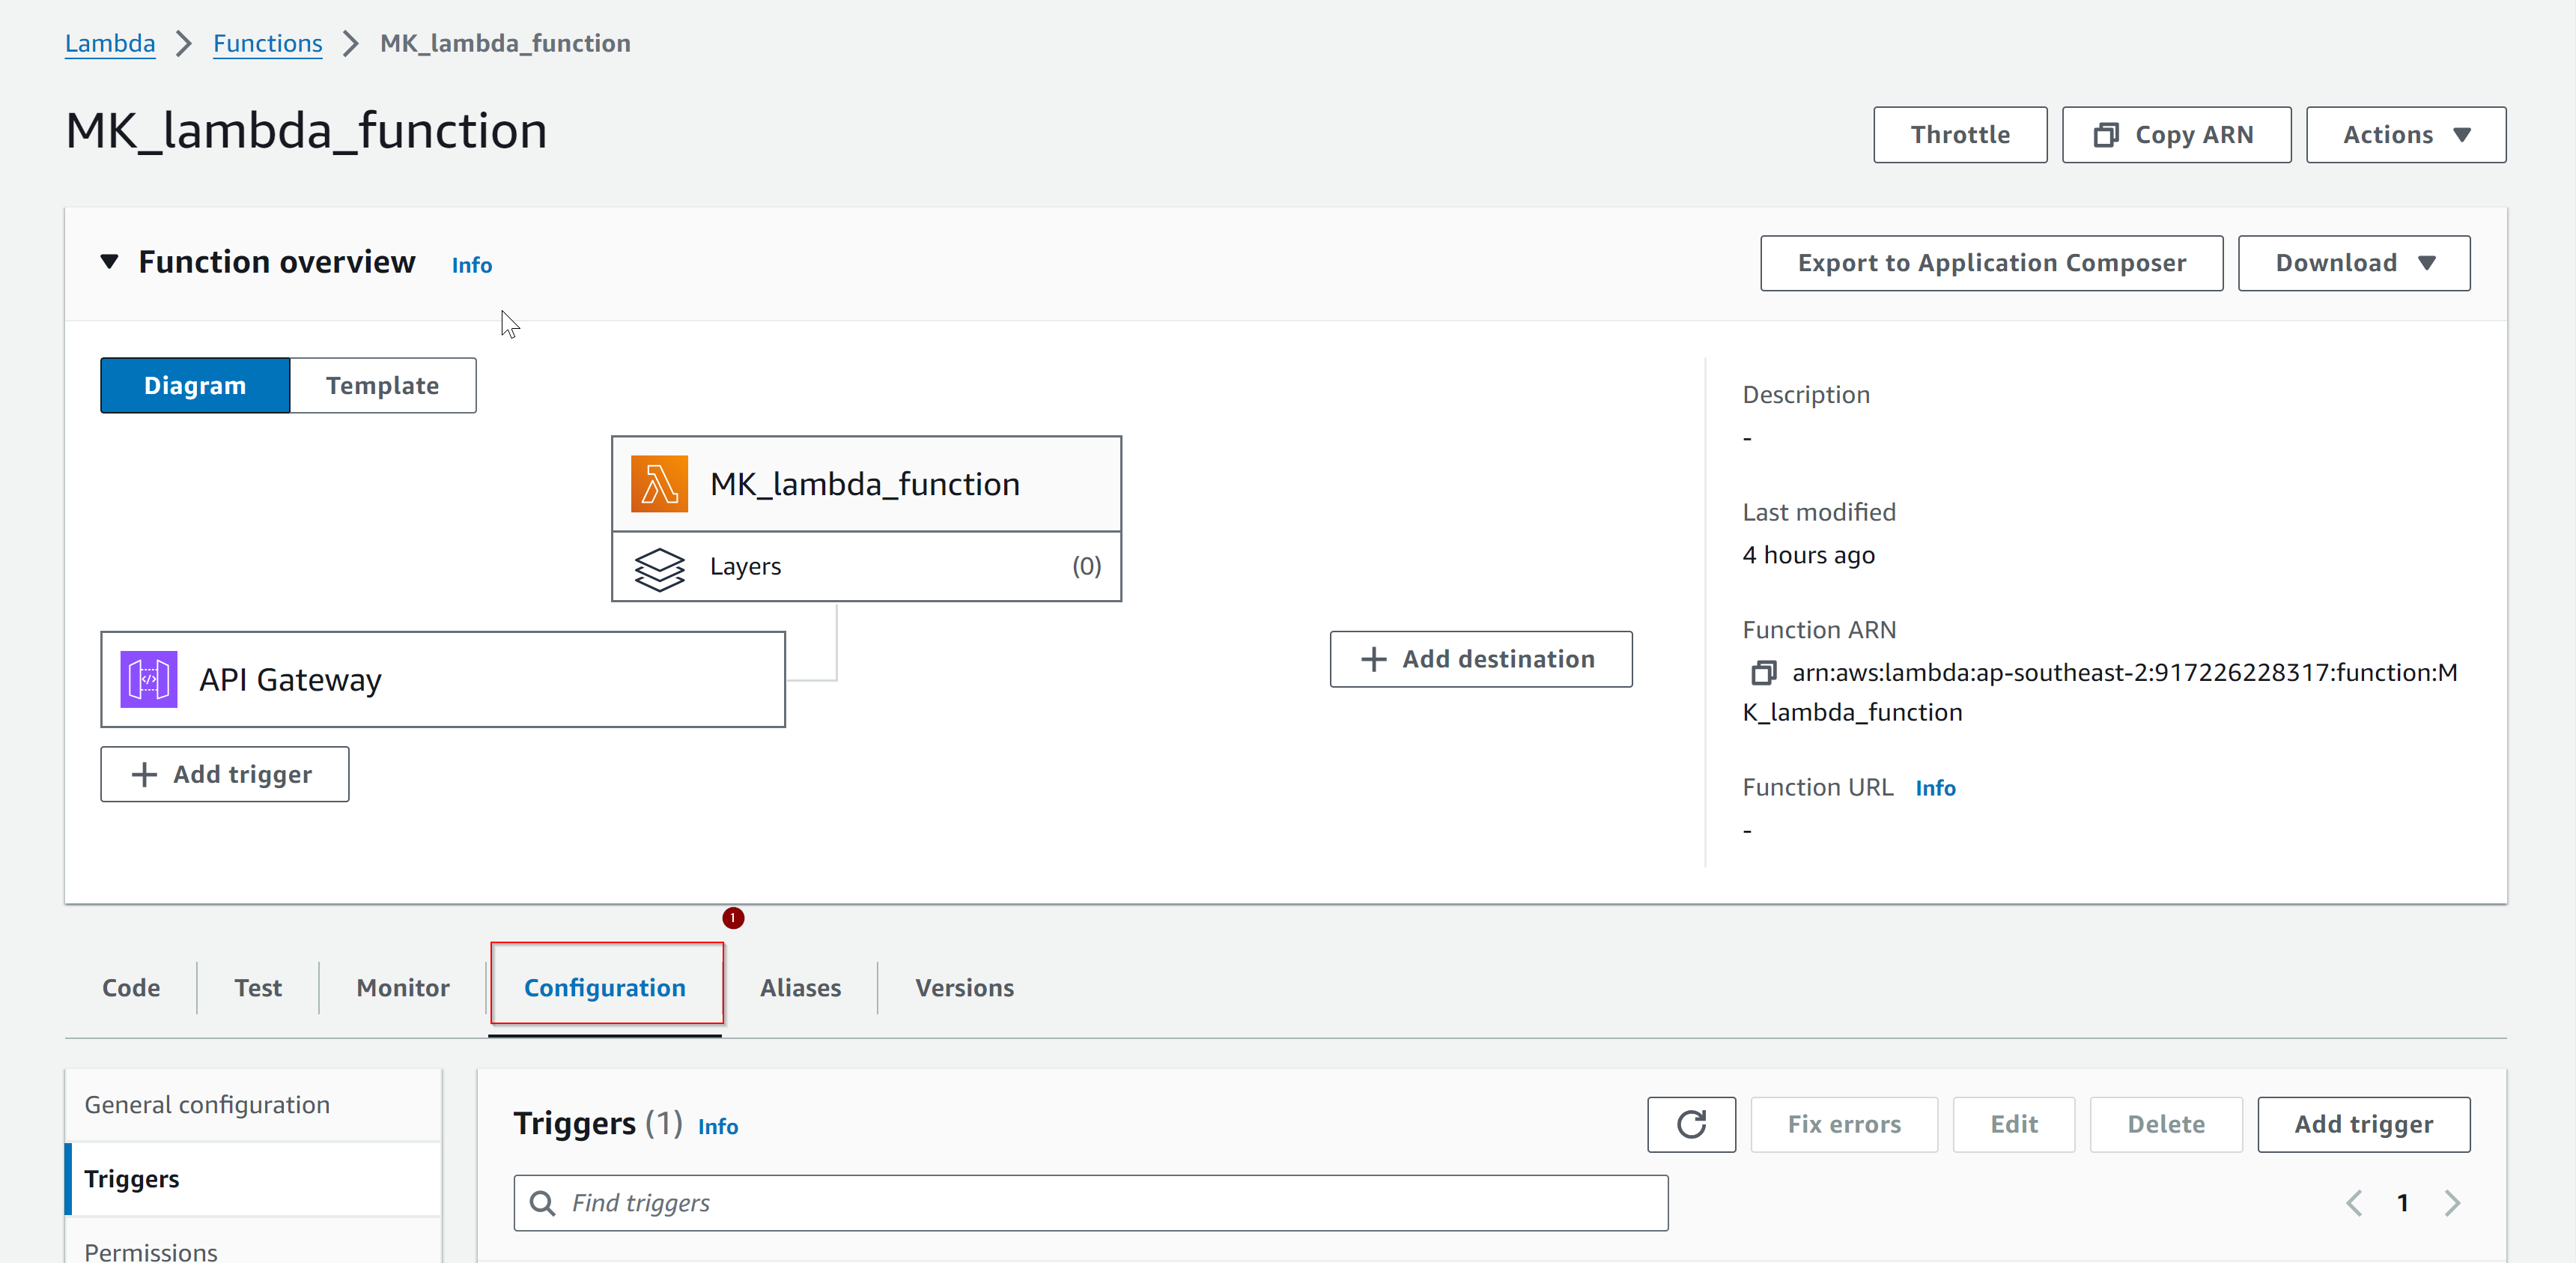 Lambda > Functions > MK_lambda_function
MK_lambda_function
Throttle
Copy ARN
Actions
Function overview Info
Export to Application Composer
Download
Diagram
Template
MK_lambda_function
Layers (0)
API Gateway
+ Add trigger
+ Add destination
Description
-
Last modified
4 hours ago
Function ARN
arn:aws:lambda:ap-southeast-2:917226228317:function:M
K_lambda_function
Function URL Info
-
1
Code
Test
Monitor
Configuration
Aliases
Versions
General configuration
Triggers
Permissions
Triggers (1) Info
Fix errors
Edit
Delete
Add trigger
Find triggers
< 1 >